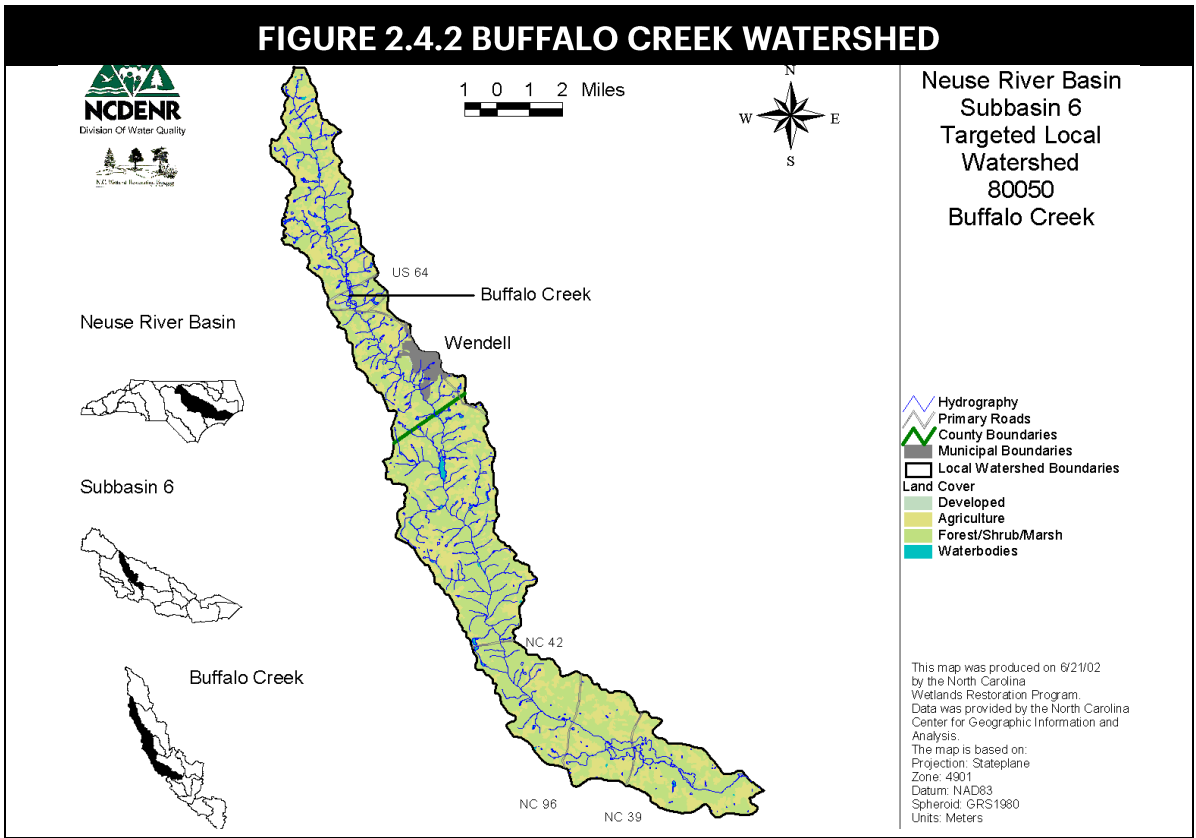 FIGURE 2.4.2 BUFFALO CREEK WATERSHED
NCDENR
Division Of Water Quality
1 0 1 2 Miles
N
W
E
S
Neuse River Basin
Subbasin 6
Targeted Local
Watershed
80050
Buffalo Creek
US 64
Buffalo Creek
Wendell
Neuse River Basin
Subbasin 6
Buffalo Creek
NC 42
NC 96
NC 39
Hydrography
Primary Roads
County Boundaries
Municipal Boundaries
Local Watershed Boundaries
Land Cover
Developed
Agriculture
Forest/Shrub/Marsh
Waterbodies
This map was produced on 6/21/02
by the North Carolina
Wetlands Restoration Program.
Data was provided by the North Carolina
Center for Geographic Information and
Analysis.
The map is based on:
Projection: Stateplane
Zone: 4901
Datum: NAD83
Spheroid: GRS1980
Units: Meters